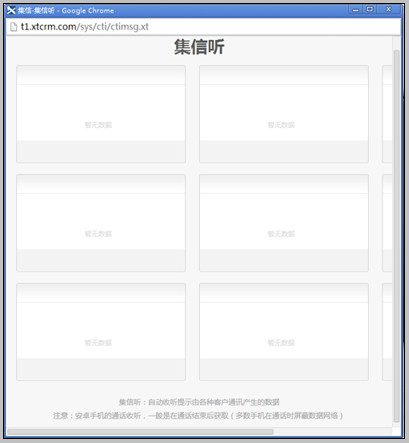 集信-集信听 - Google Chrome
t1.xtcrm.com/sys/cti/ctimsg.xt
集信听
暂无数据 暂无数据
暂无数据 暂无数据
暂无数据 暂无数据
集信听：自动收听提示由各种客户通讯产生的数据
注意：安卓手机的通话收听，一般是在通话结束后获取（多数手机在通话时屏蔽数据网络）